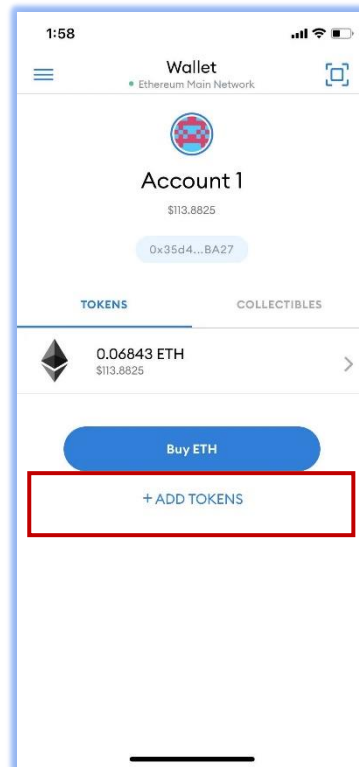 1:58
Wallet
Ethereum Main Network
Account 1
$113.8825
0x35d4...BA27
TOKENS COLLECTIBLES
0.06843 ETH
$113.8825
Buy ETH
+ ADD TOKENS